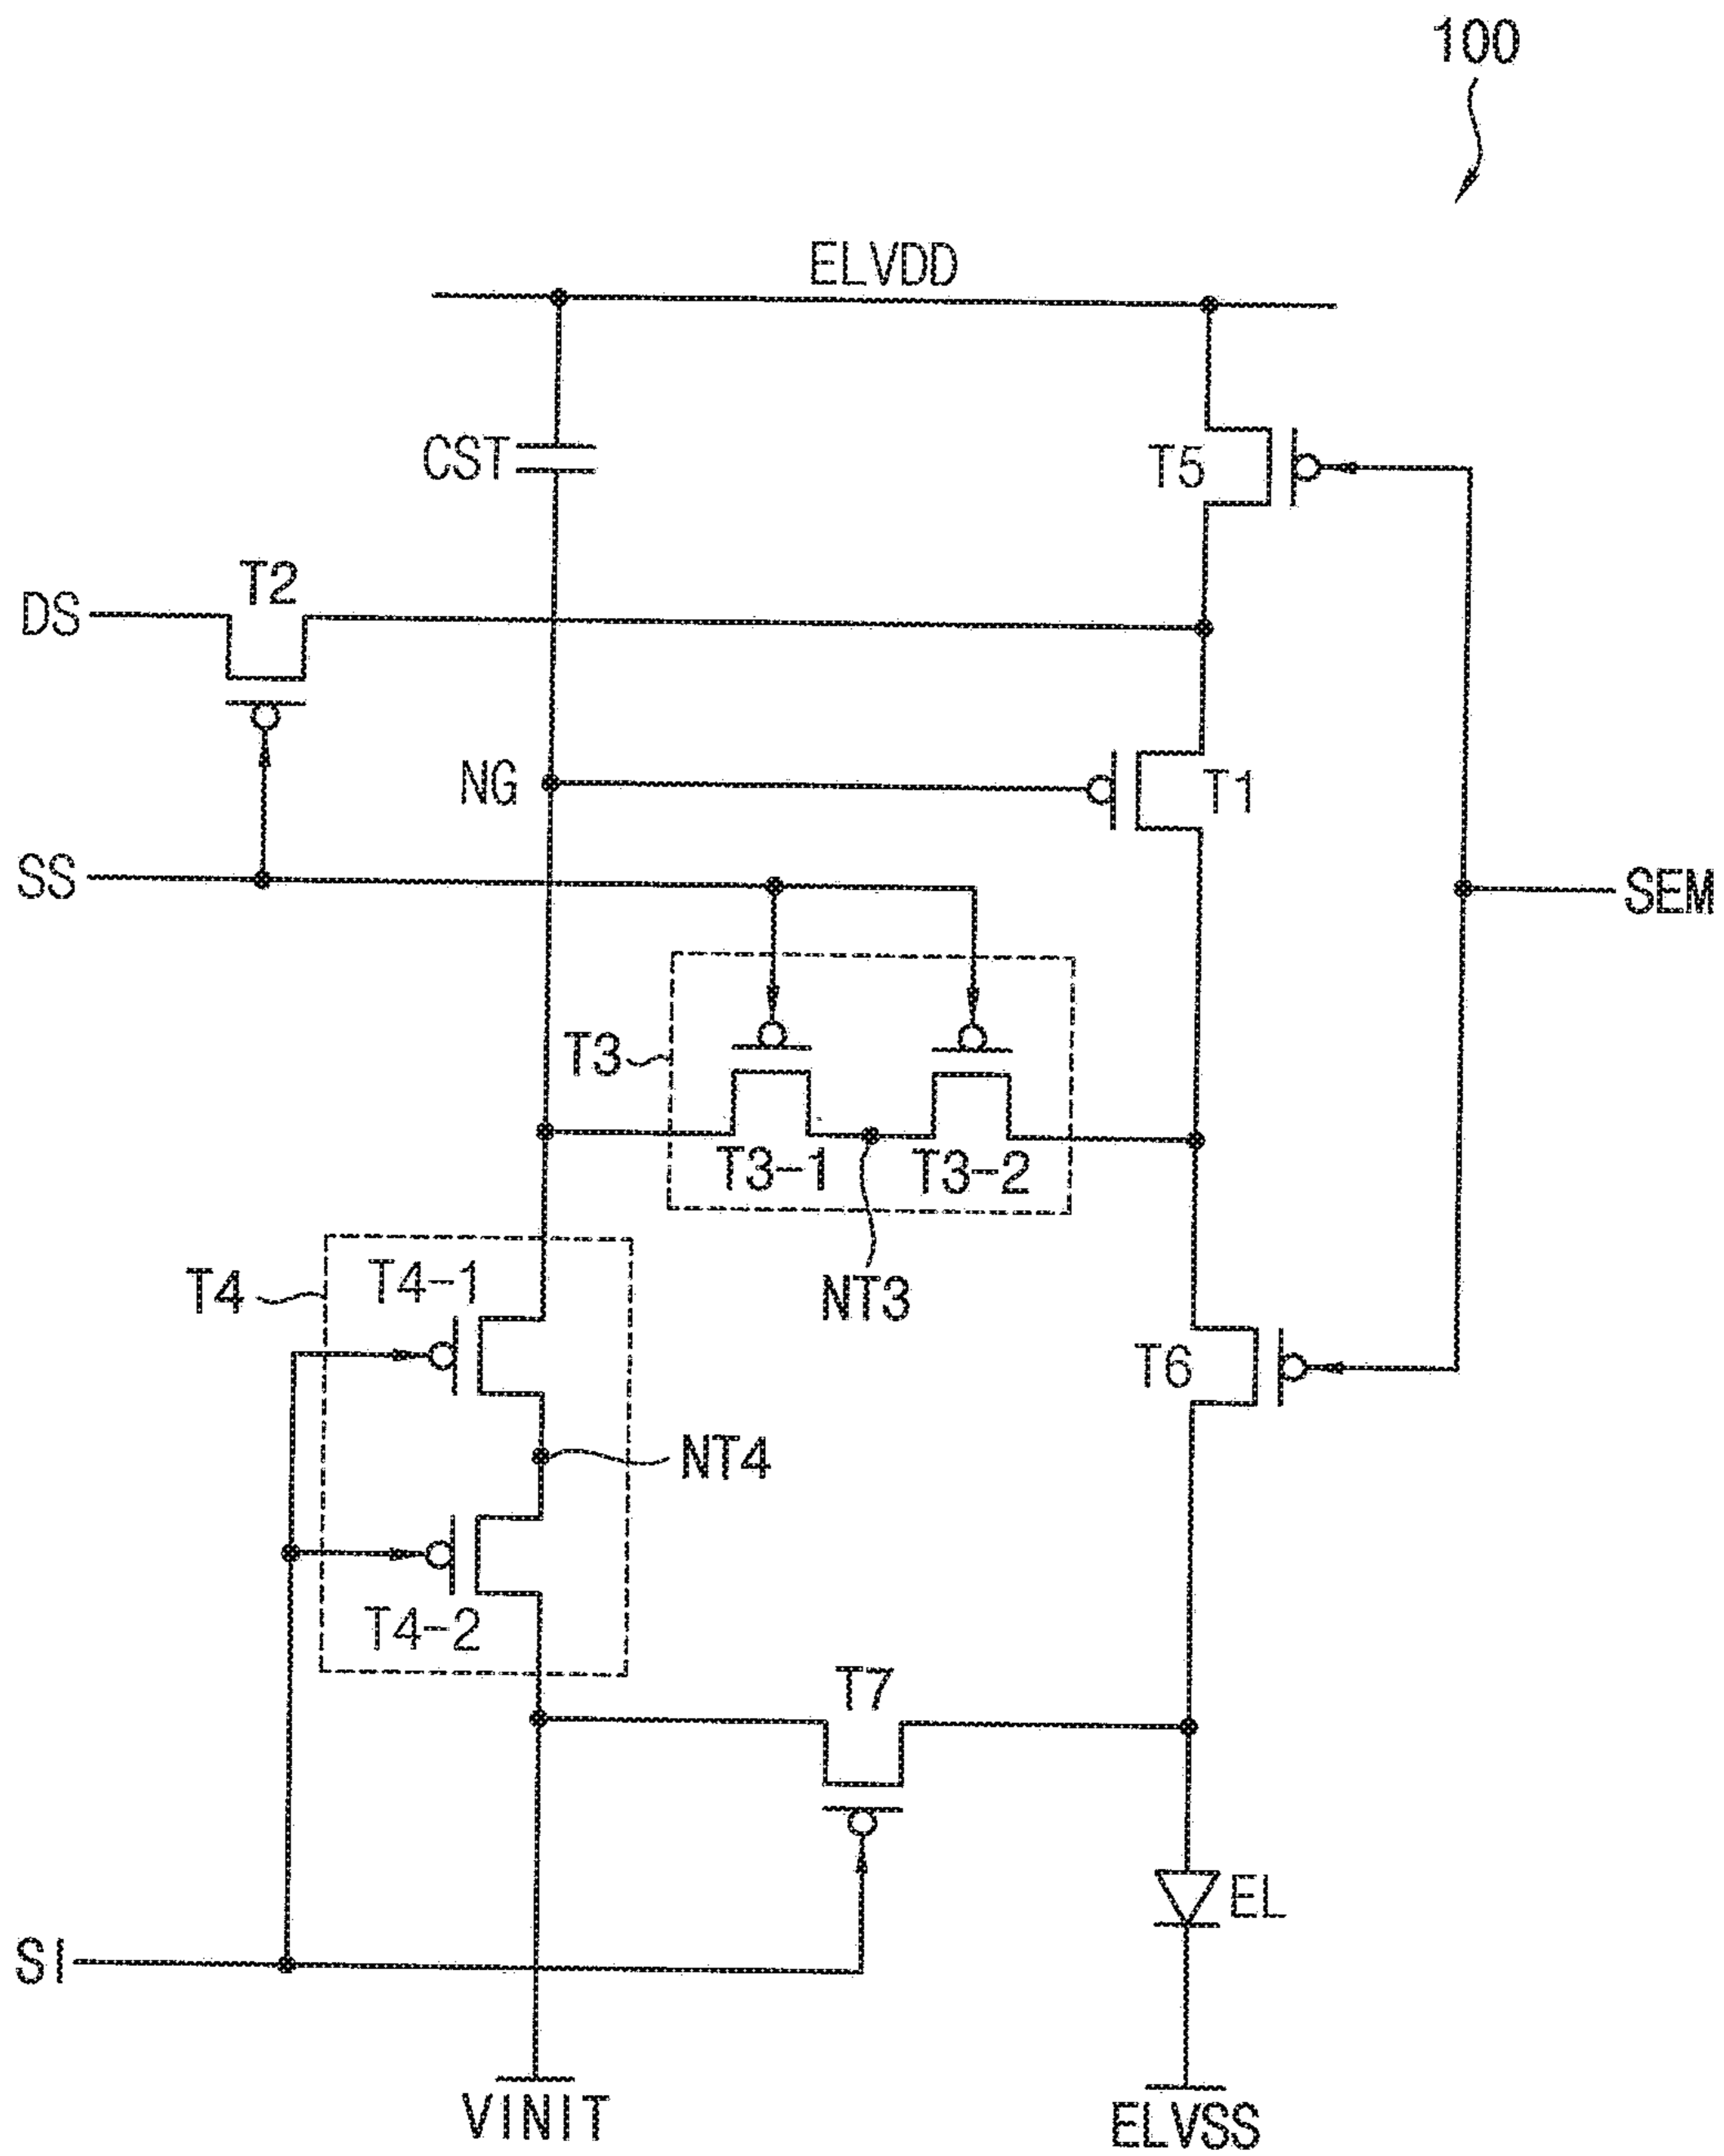 100
ELVDD
CST
T5
T2
DS
NG
T1
SS
SEM
T3
T3-1
T3-2
NT3
T4
T4-1
T6
NT4
T4-2
T7
EL
SI
VINIT
ELVSS